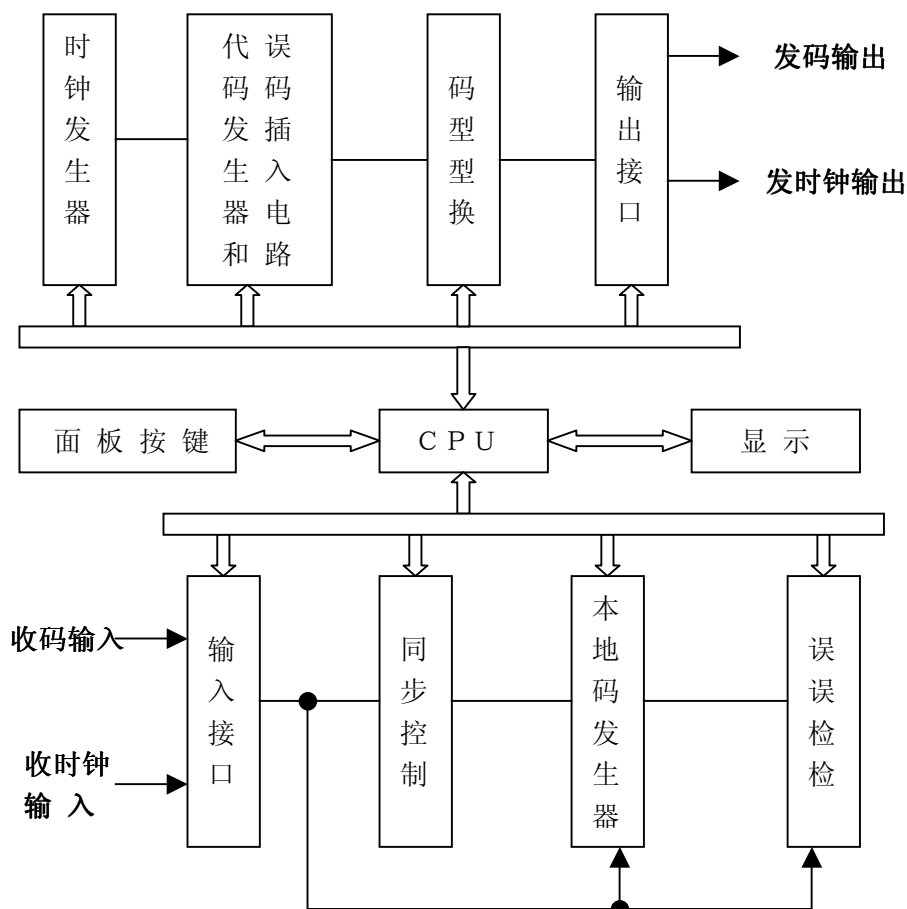 时钟发生器
代码发生器和
误码插入电路
码型型换
输出接口
发码输出
发时钟输出
面板按键
CPU
显示
收码输入
收时钟
输 入
输入接口
同步控制
本地码发生器
误误检检